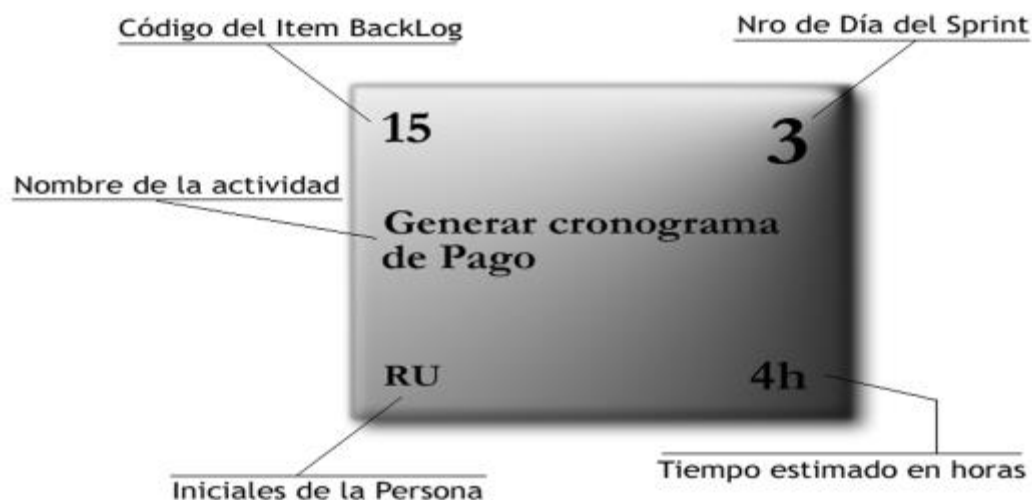 Código del Item BackLog
Nro de Día del Sprint
15
3
Nombre de la actividad
Generar cronograma
de Pago
RU
4h
Tiempo estimado en horas
Iniciales de la Persona